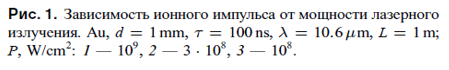 Рис. 1. Зависимость ионного импульса от мощности лазерного
излучения. Au, d = 1 mm, τ = 100 ns, λ = 10.6 μm, L = 1 m;
P, W/cm²: 1 — 10⁹, 2 — 3 · 10⁸, 3 — 10⁸.